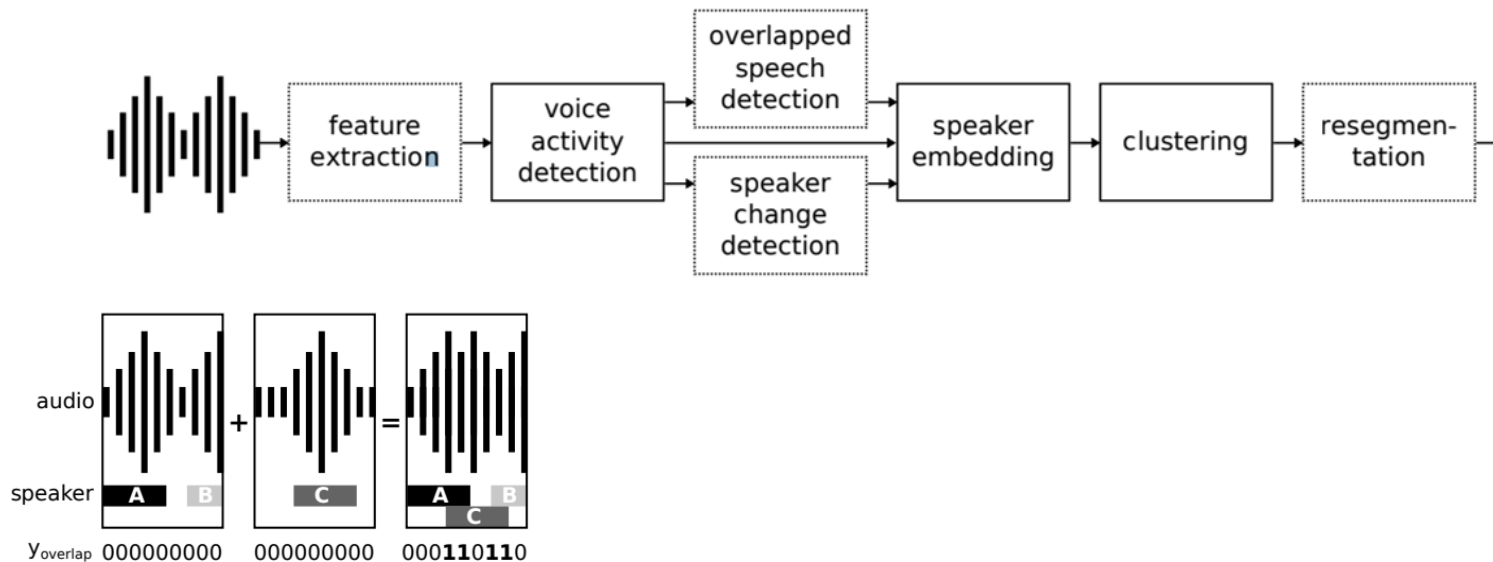 feature
extraction
voice
activity
detection
overlapped
speech
detection
speaker
change
detection
speaker
embedding
clustering
resegmen-
tation
audio
+
=
speaker
A
B
C
A
B
C
yoverlap
000000000
000000000
000110110